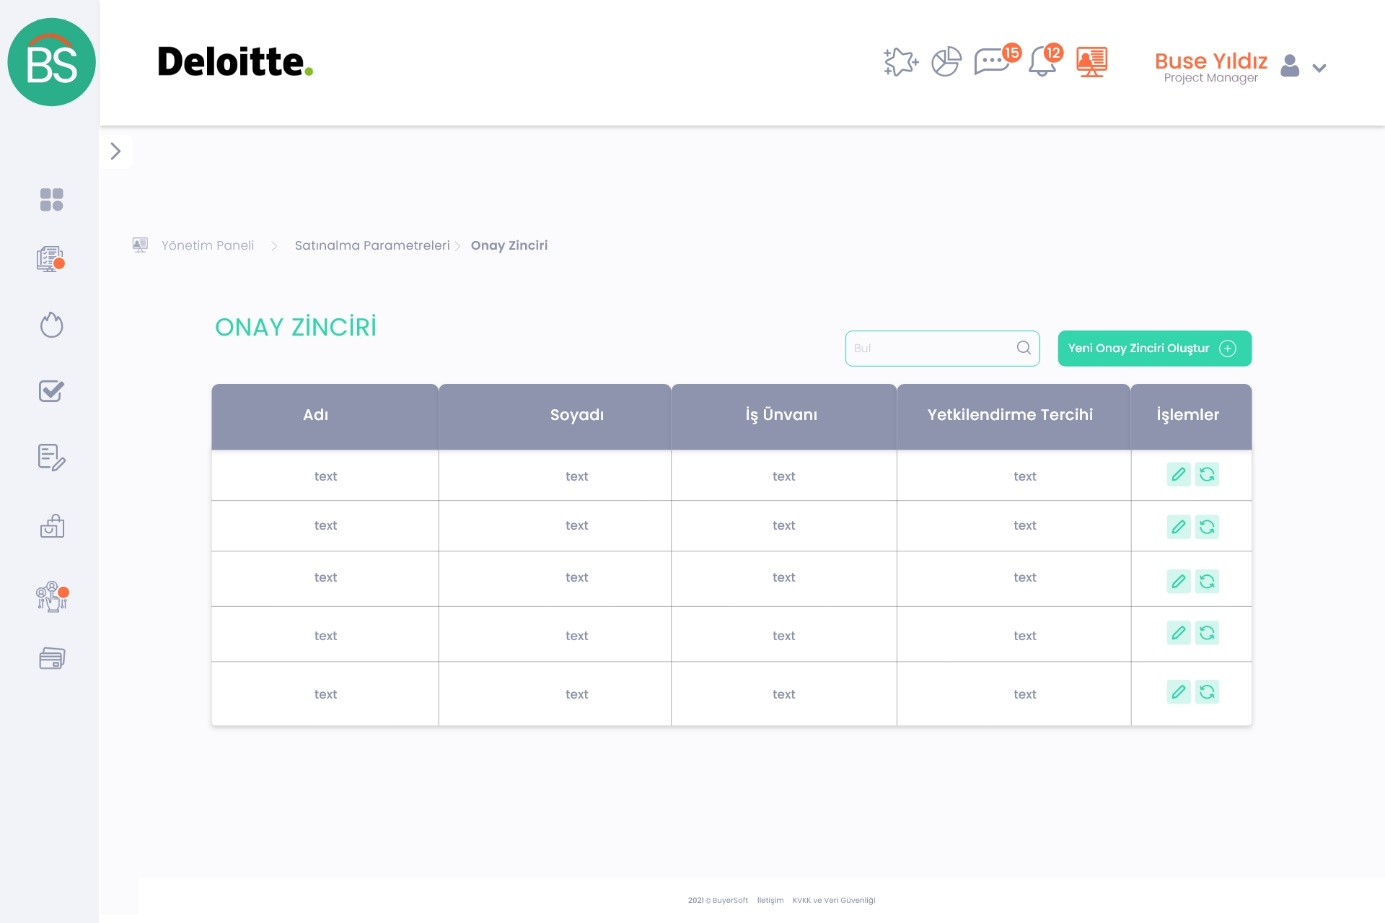 BS
Deloitte.
15
12
Buse Yıldız
Project Manager
Yönetim Paneli > Satınalma Parametreleri > Onay Zinciri
ONAY ZİNCİRİ
Bul
Yeni Onay Zinciri Oluştur
Adı Soyadı İş Ünvanı Yetkilendirme Tercihi İşlemler
text text text text
text text text text
text text text text
text text text text
text text text text
2021 © BuyerSoft İletişim KVKK ve Veri Güvenliği